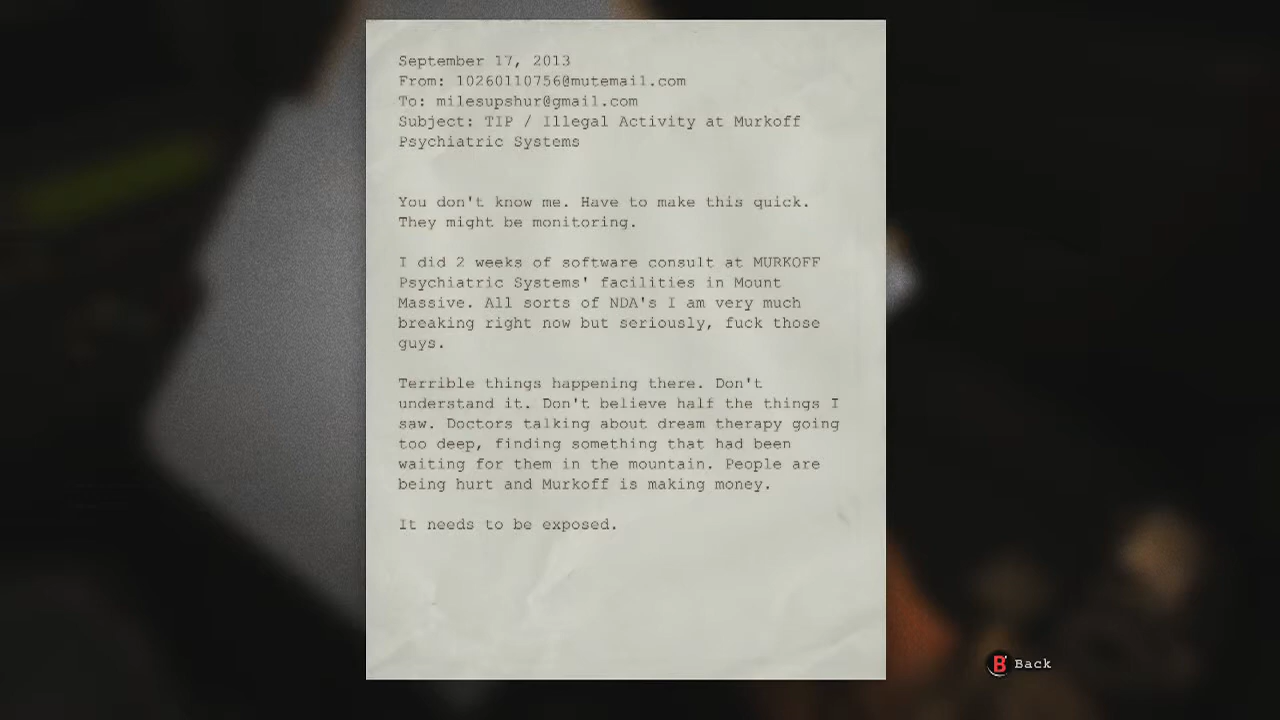 September 17, 2013
From: 10260110756@mutemail.com
To: milesupshur@gmail.com
Subject: TIP / Illegal Activity at Murkoff
Psychiatric Systems
You don't know me. Have to make this quick.
They might be monitoring.
I did 2 weeks of software consult at MURKOFF
Psychiatric Systems' facilities in Mount
Massive. All sorts of NDA's I am very much
breaking right now but seriously, fuck those
guys.
Terrible things happening there. Don't
understand it. Don't believe half the things I
saw. Doctors talking about dream therapy going
too deep, finding something that had been
waiting for them in the mountain. People are
being hurt and Murkoff is making money.
It needs to be exposed.
B Back